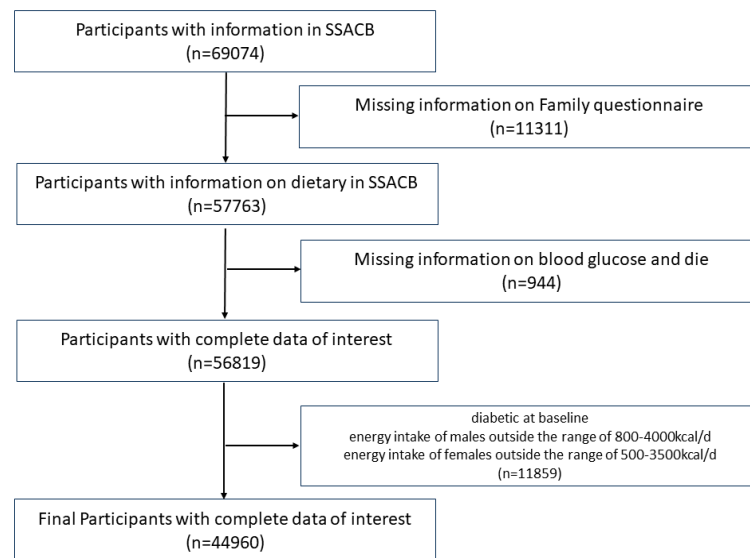 Participants with information in SSACB
(n=69074)
Missing information on Family questionnaire
(n=11311)
Participants with information on dietary in SSACB
(n=57763)
Missing information on blood glucose and die
(n=944)
Participants with complete data of interest
(n=56819)
diabetic at baseline
energy intake of males outside the range of 800-4000kcal/d
energy intake of females outside the range of 500-3500kcal/d
(n=11859)
Final Participants with complete data of interest
(n=44960)